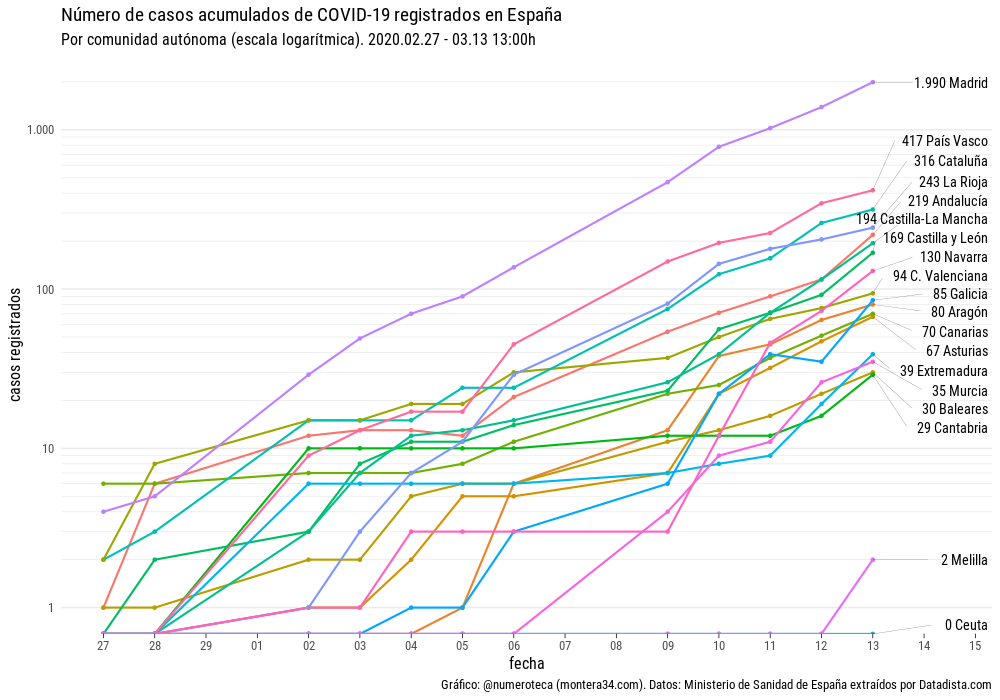 Número de casos acumulados de COVID-19 registrados en España
Por comunidad autónoma (escala logarítmica). 2020.02.27 - 03.13 13:00h
casos registrados
1.000
100
10
1
1.990 Madrid
417 País Vasco
316 Cataluña
243 La Rioja
219 Andalucía
194 Castilla-La Mancha
169 Castilla y León
130 Navarra
94 C. Valenciana
85 Galicia
80 Aragón
70 Canarias
67 Asturias
39 Extremadura
35 Murcia
30 Baleares
29 Cantabria
2 Melilla
0 Ceuta
27 28 29 01 02 03 04 05 06 07 08 09 10 11 12 13 14 15
fecha
Gráfico: @numeroteca (montera34.com). Datos: Ministerio de Sanidad de España extraídos por Datadista.com